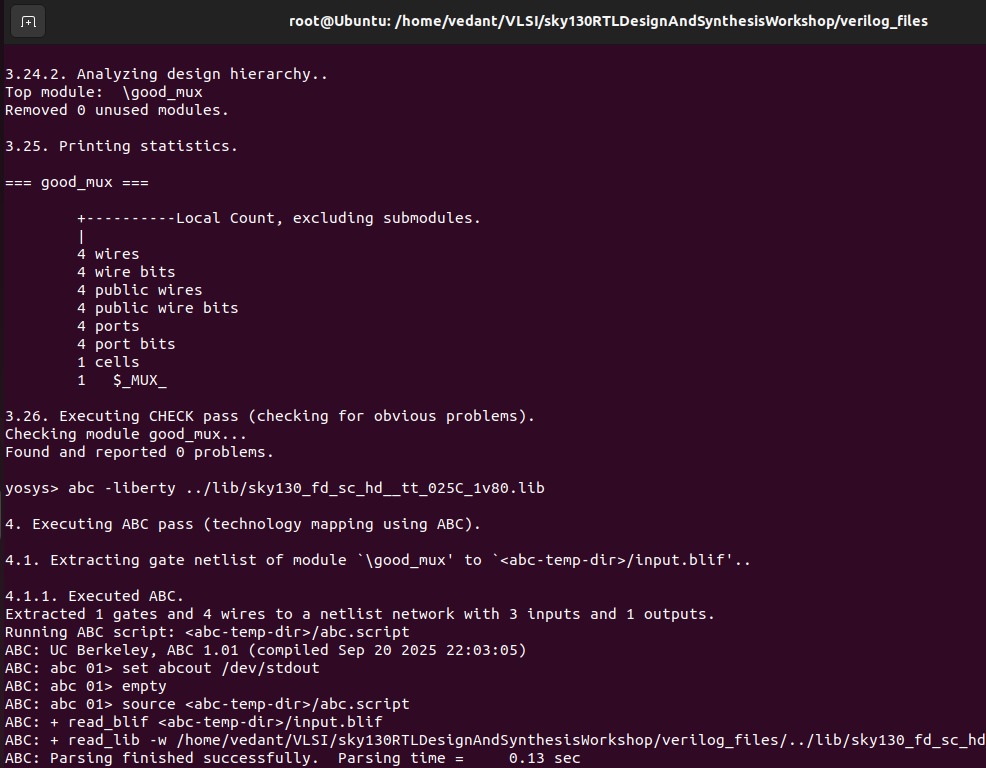 root@Ubuntu: /home/vedant/VLSI/sky130RTLDesignAndSynthesisWorkshop/verilog_files
3.24.2. Analyzing design hierarchy..
Top module:  \good_mux
Removed 0 unused modules.
3.25. Printing statistics.
=== good_mux ===
        +----------Local Count, excluding submodules.
        |
        4 wires
        4 wire bits
        4 public wires
        4 public wire bits
        4 ports
        4 port bits
        1 cells
        1   $_MUX_
3.26. Executing CHECK pass (checking for obvious problems).
Checking module good_mux...
Found and reported 0 problems.
yosys> abc -liberty ../lib/sky130_fd_sc_hd__tt_025C_1v80.lib
4. Executing ABC pass (technology mapping using ABC).
4.1. Extracting gate netlist of module `\good_mux' to `<abc-temp-dir>/input.blif'..
4.1.1. Executed ABC.
Extracted 1 gates and 4 wires to a netlist network with 3 inputs and 1 outputs.
Running ABC script: <abc-temp-dir>/abc.script
ABC: UC Berkeley, ABC 1.01 (compiled Sep 20 2025 22:03:05)
ABC: abc 01> set abcout /dev/stdout
ABC: abc 01> empty
ABC: abc 01> source <abc-temp-dir>/abc.script
ABC: + read_blif <abc-temp-dir>/input.blif
ABC: + read_lib -w /home/vedant/VLSI/sky130RTLDesignAndSynthesisWorkshop/verilog_files/../lib/sky130_fd_sc_hd
ABC: Parsing finished successfully.  Parsing time =     0.13 sec